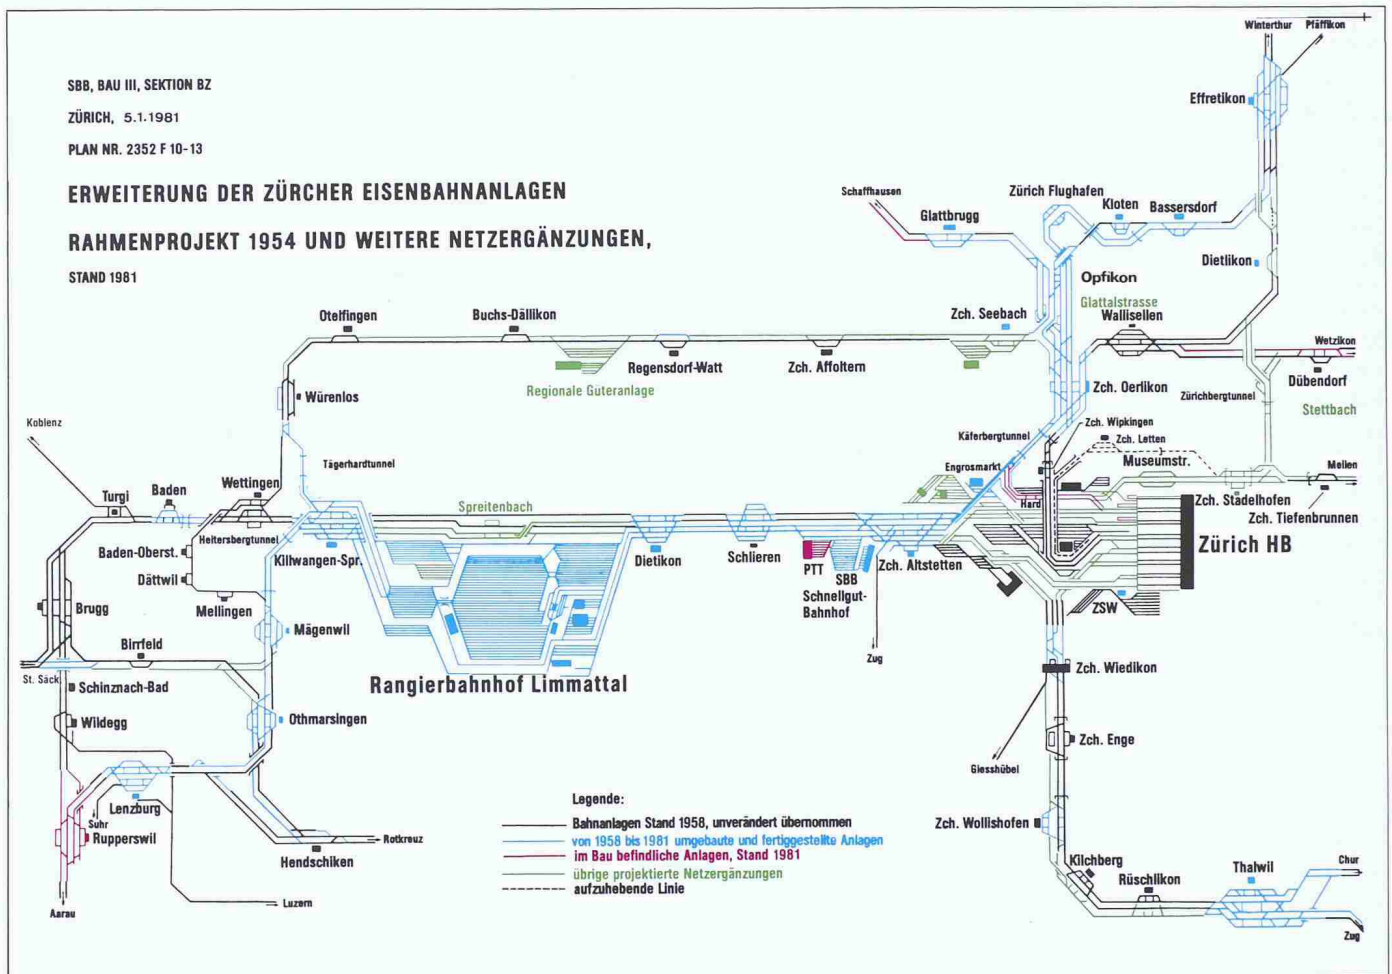 SBB, BAU III, SEKTION BZ
ZÜRICH, 5.1.1981
PLAN NR. 2352 F 10-13
ERWEITERUNG DER ZÜRCHER EISENBAHNANLAGEN
RAHMENPROJEKT 1954 UND WEITERE NETZERGÄNZUNGEN,
STAND 1981
Winterthur
Pfäffikon
Effretikon
Schaffhausen
Glattbrugg
Zürich Flughafen
Kloten
Bassersdorf
Dietlikon
Opfikon
Glattalstrasse
Wallisellen
Otelfingen
Buchs-Dällikon
Zch. Seebach
Wetzikon
Regensdorf-Watt
Zch. Affoltern
Dübendorf
Regionale Guteranlage
Würenlos
Zch. Oerlikon
Zürichbergtunnel
Stettbach
Koblenz
Zch. Wipkingen
Käferbergtunnel
Zch. Letten
Tägerhardtunnel
Engrosmarkt
Museumstr.
Meilen
Turgi
Baden
Wettingen
Spreitenbach
Hard
Zch. Stadelhofen
Zch. Tiefenbrunnen
Heitersbergtunnel
Baden-Oberst.
Killwangen-Spr.
Dietikon
Schlieren
PTT
SBB
Schnellgut-
Bahnhof
Zch. Altstetten
Zürich HB
Dättwil
Brugg
Mellingen
Mägenwil
ZSW
Birrfeld
Zug
St. Säck.
Schinznach-Bad
Rangierbahnhof Limmattal
Zch. Wiedikon
Wildegg
Othmarsingen
Zch. Enge
Giesshübel
Lenzburg
Suhr
Rupperswil
Rotkreuz
Hendschiken
Zch. Wollishofen
Aarau
Luzern
Kilchberg
Rüschlikon
Thalwil
Chur
Zug
Legende:
Bahnanlagen Stand 1958, unverändert übernommen
von 1958 bis 1981 umgebaute und fertiggestellte Anlagen
im Bau befindliche Anlagen, Stand 1981
übrige projektierte Netzergänzungen
aufzuhebende Linie